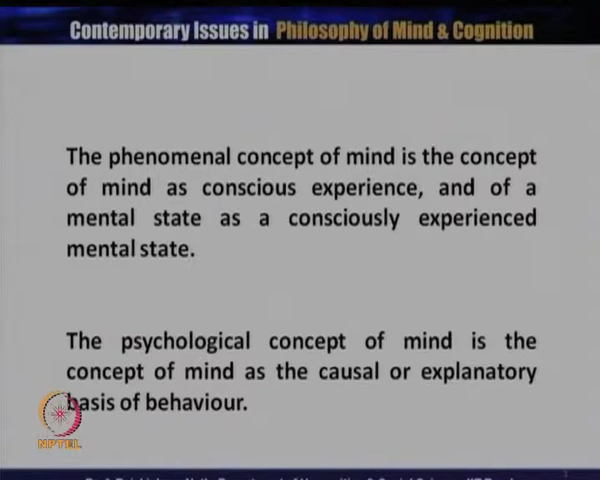 Contemporary Issues in Philosophy of Mind & Cognition
The phenomenal concept of mind is the concept
of mind as conscious experience, and of a
mental state as a consciously experienced
mental state.
The psychological concept of mind is the
concept of mind as the causal or explanatory
basis of behaviour.
NPTEL